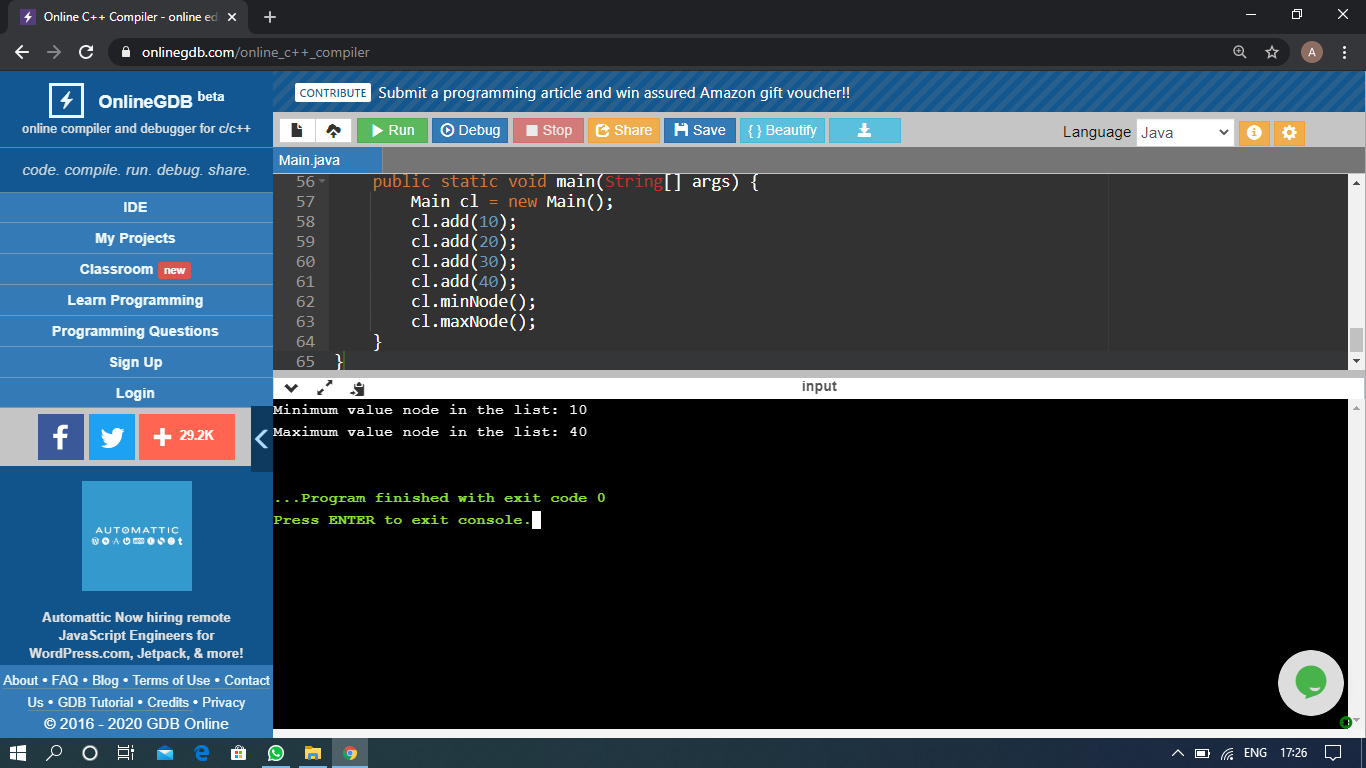 Online C++ Compiler - online ed
onlinegdb.com/online_c++_compiler
A
OnlineGDB beta
online compiler and debugger for c/c++
code. compile. run. debug. share.
IDE
My Projects
Classroom new
Learn Programming
Programming Questions
Sign Up
Login
29.2K
AUTOMATTIC
Automattic Now hiring remote
JavaScript Engineers for
WordPress.com, Jetpack, & more!
About • FAQ • Blog • Terms of Use • Contact
Us • GDB Tutorial • Credits • Privacy
© 2016 - 2020 GDB Online
CONTRIBUTE Submit a programming article and win assured Amazon gift voucher!!
Run Debug Stop Share Save { } Beautify Language Java
Main.java
56 public static void main(String[] args) {
57 Main cl = new Main();
58 cl.add(10);
59 cl.add(20);
60 cl.add(30);
61 cl.add(40);
62 cl.minNode();
63 cl.maxNode();
64 }
65 }
input
Minimum value node in the list: 10
Maximum value node in the list: 40
...Program finished with exit code 0
Press ENTER to exit console.
ENG 17:26